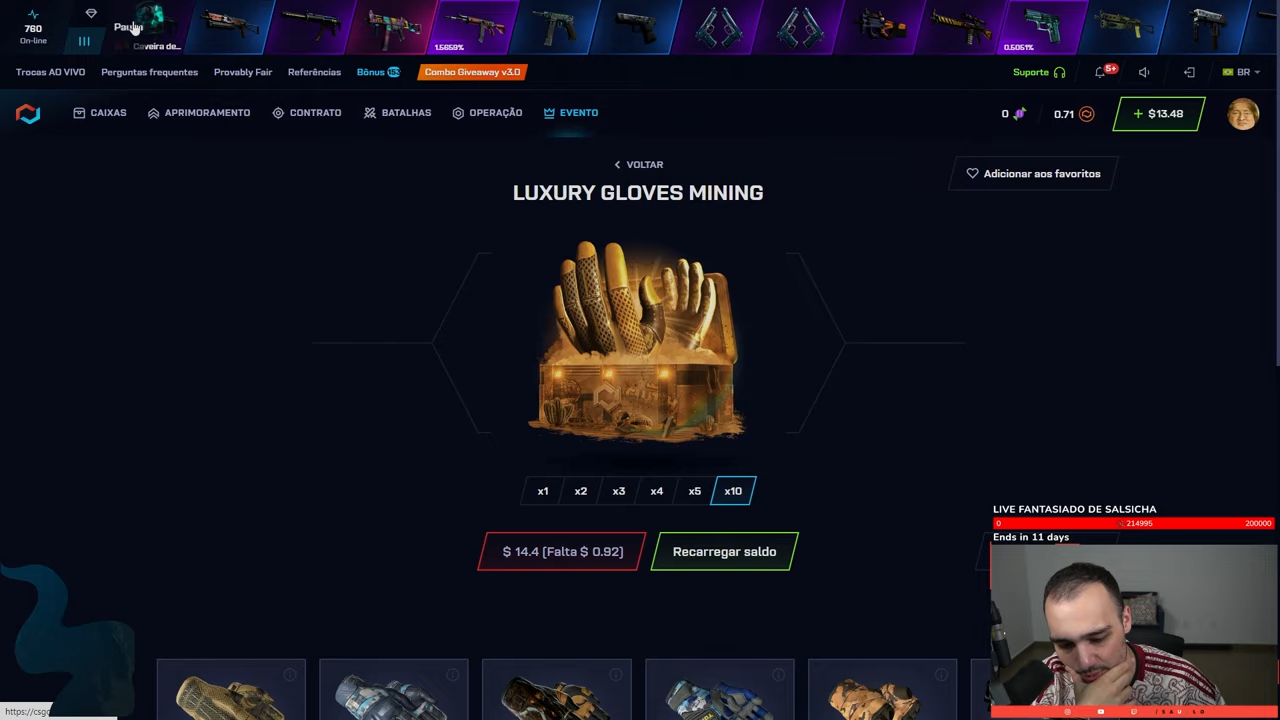 760
On-line
Caveira de...
1.5659%
0.5051%
Trocas AO VIVO
Perguntas frequentes
Provably Fair
Referências
Bônus
Combo Giveaway v3.0
Suporte
5+
BR
CAIXAS
APRIMORAMENTO
CONTRATO
BATALHAS
OPERAÇÃO
EVENTO
0
0.71
+ $13.48
VOLTAR
Adicionar aos favoritos
LUXURY GLOVES MINING
x1
x2
x3
x4
x5
x10
$ 14.4 [Falta $ 0.92]
Recarregar saldo
LIVE FANTASIADO DE SALSICHA
0
214995
200000
Ends in 11 days